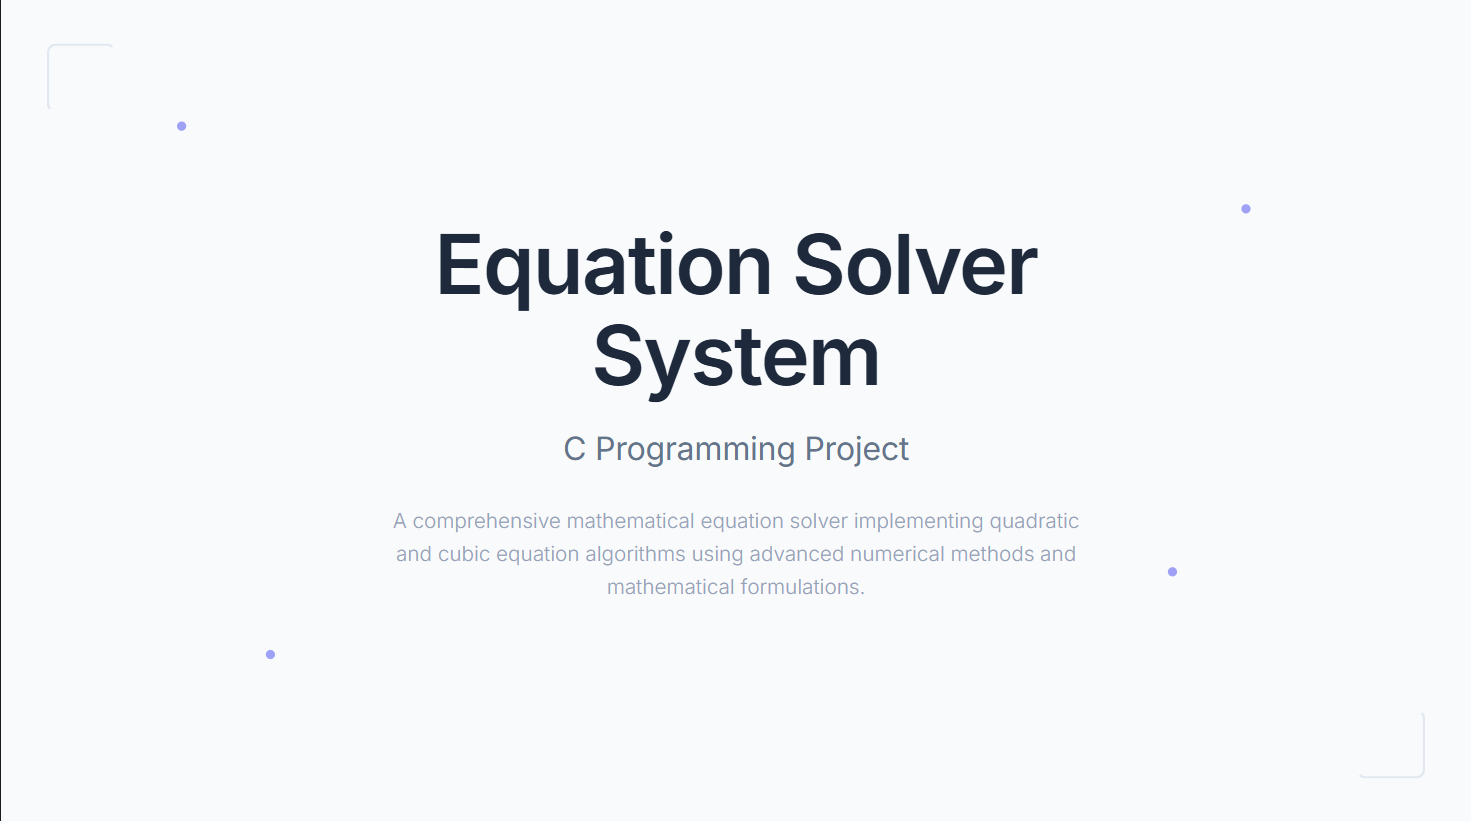 Equation Solver
System
C Programming Project
A comprehensive mathematical equation solver implementing quadratic
and cubic equation algorithms using advanced numerical methods and
mathematical formulations.